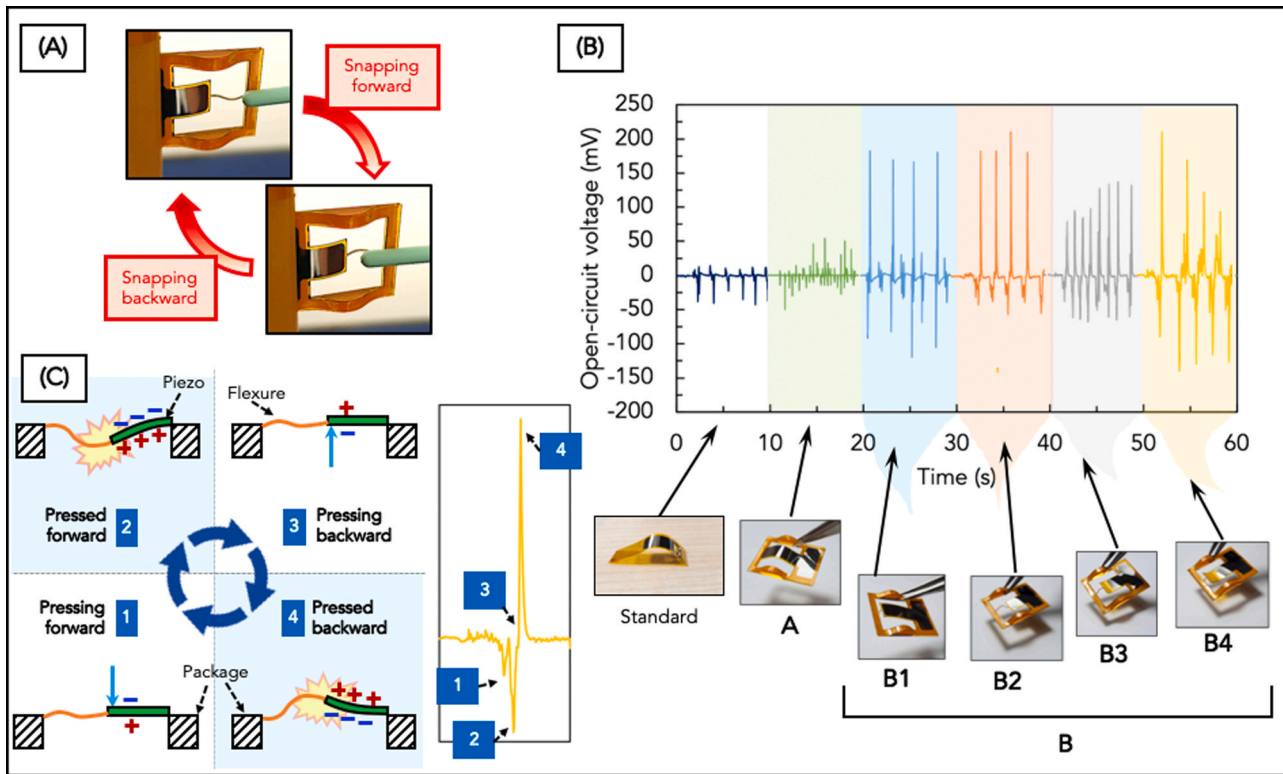 (A)
Snapping
forward
Snapping
backward
(B)
Open-circuit voltage (mV)
250
200
150
100
50
0
-50
-100
-150
-200
0
10
20
30
40
50
60
Time (s)
Standard
A
B1
B2
B3
B4
B
(C)
Piezo
Flexure
Pressed
forward
2
3
Pressing
backward
Pressing
forward
1
4
Pressed
backward
Package
+
+ + +
+
+ + +
4
3
1
2